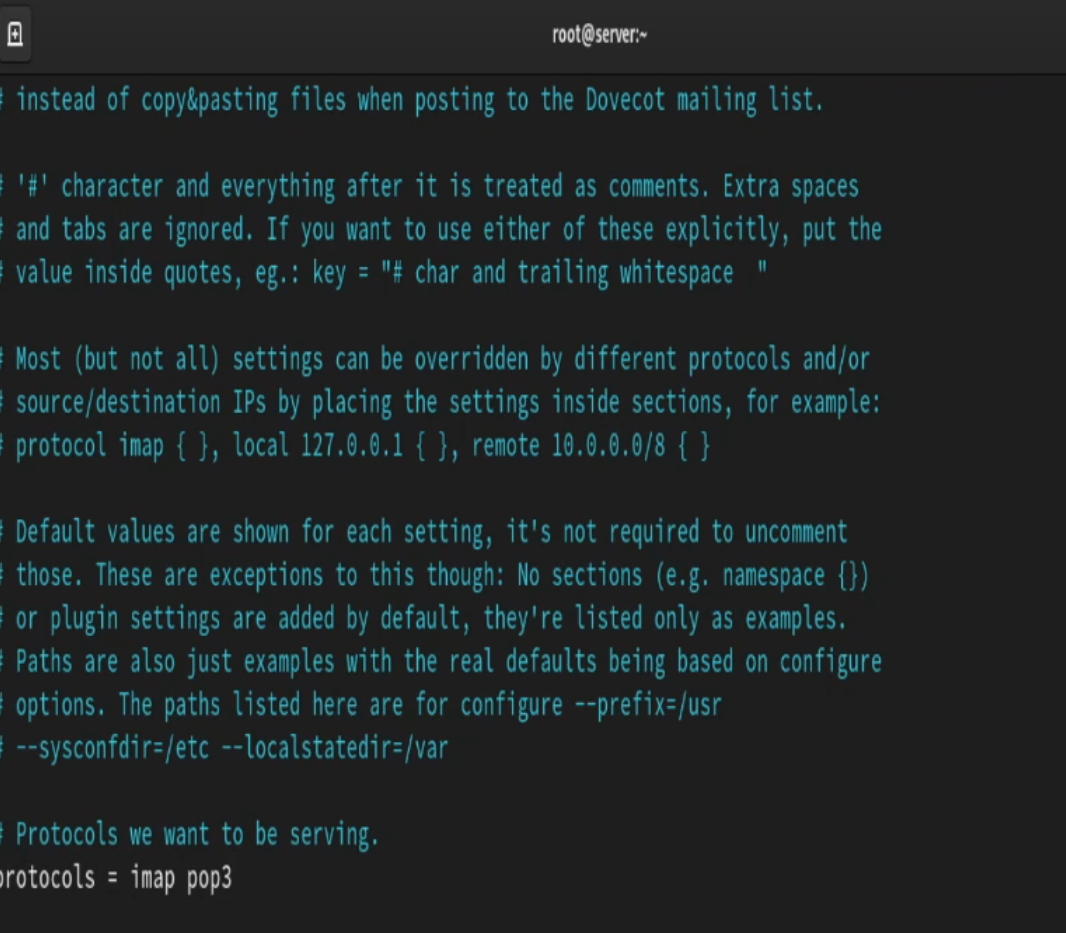 root@server:~
# instead of copy&pasting files when posting to the Dovecot mailing list.
# '#' character and everything after it is treated as comments. Extra spaces
# and tabs are ignored. If you want to use either of these explicitly, put the
# value inside quotes, eg.: key = "# char and trailing whitespace  "
# Most (but not all) settings can be overridden by different protocols and/or
# source/destination IPs by placing the settings inside sections, for example:
# protocol imap { }, local 127.0.0.1 { }, remote 10.0.0.0/8 { }
# Default values are shown for each setting, it's not required to uncomment
# those. These are exceptions to this though: No sections (e.g. namespace {})
# or plugin settings are added by default, they're listed only as examples.
# Paths are also just examples with the real defaults being based on configure
# options. The paths listed here are for configure --prefix=/usr
# --sysconfdir=/etc --localstatedir=/var
# Protocols we want to be serving.
protocols = imap pop3